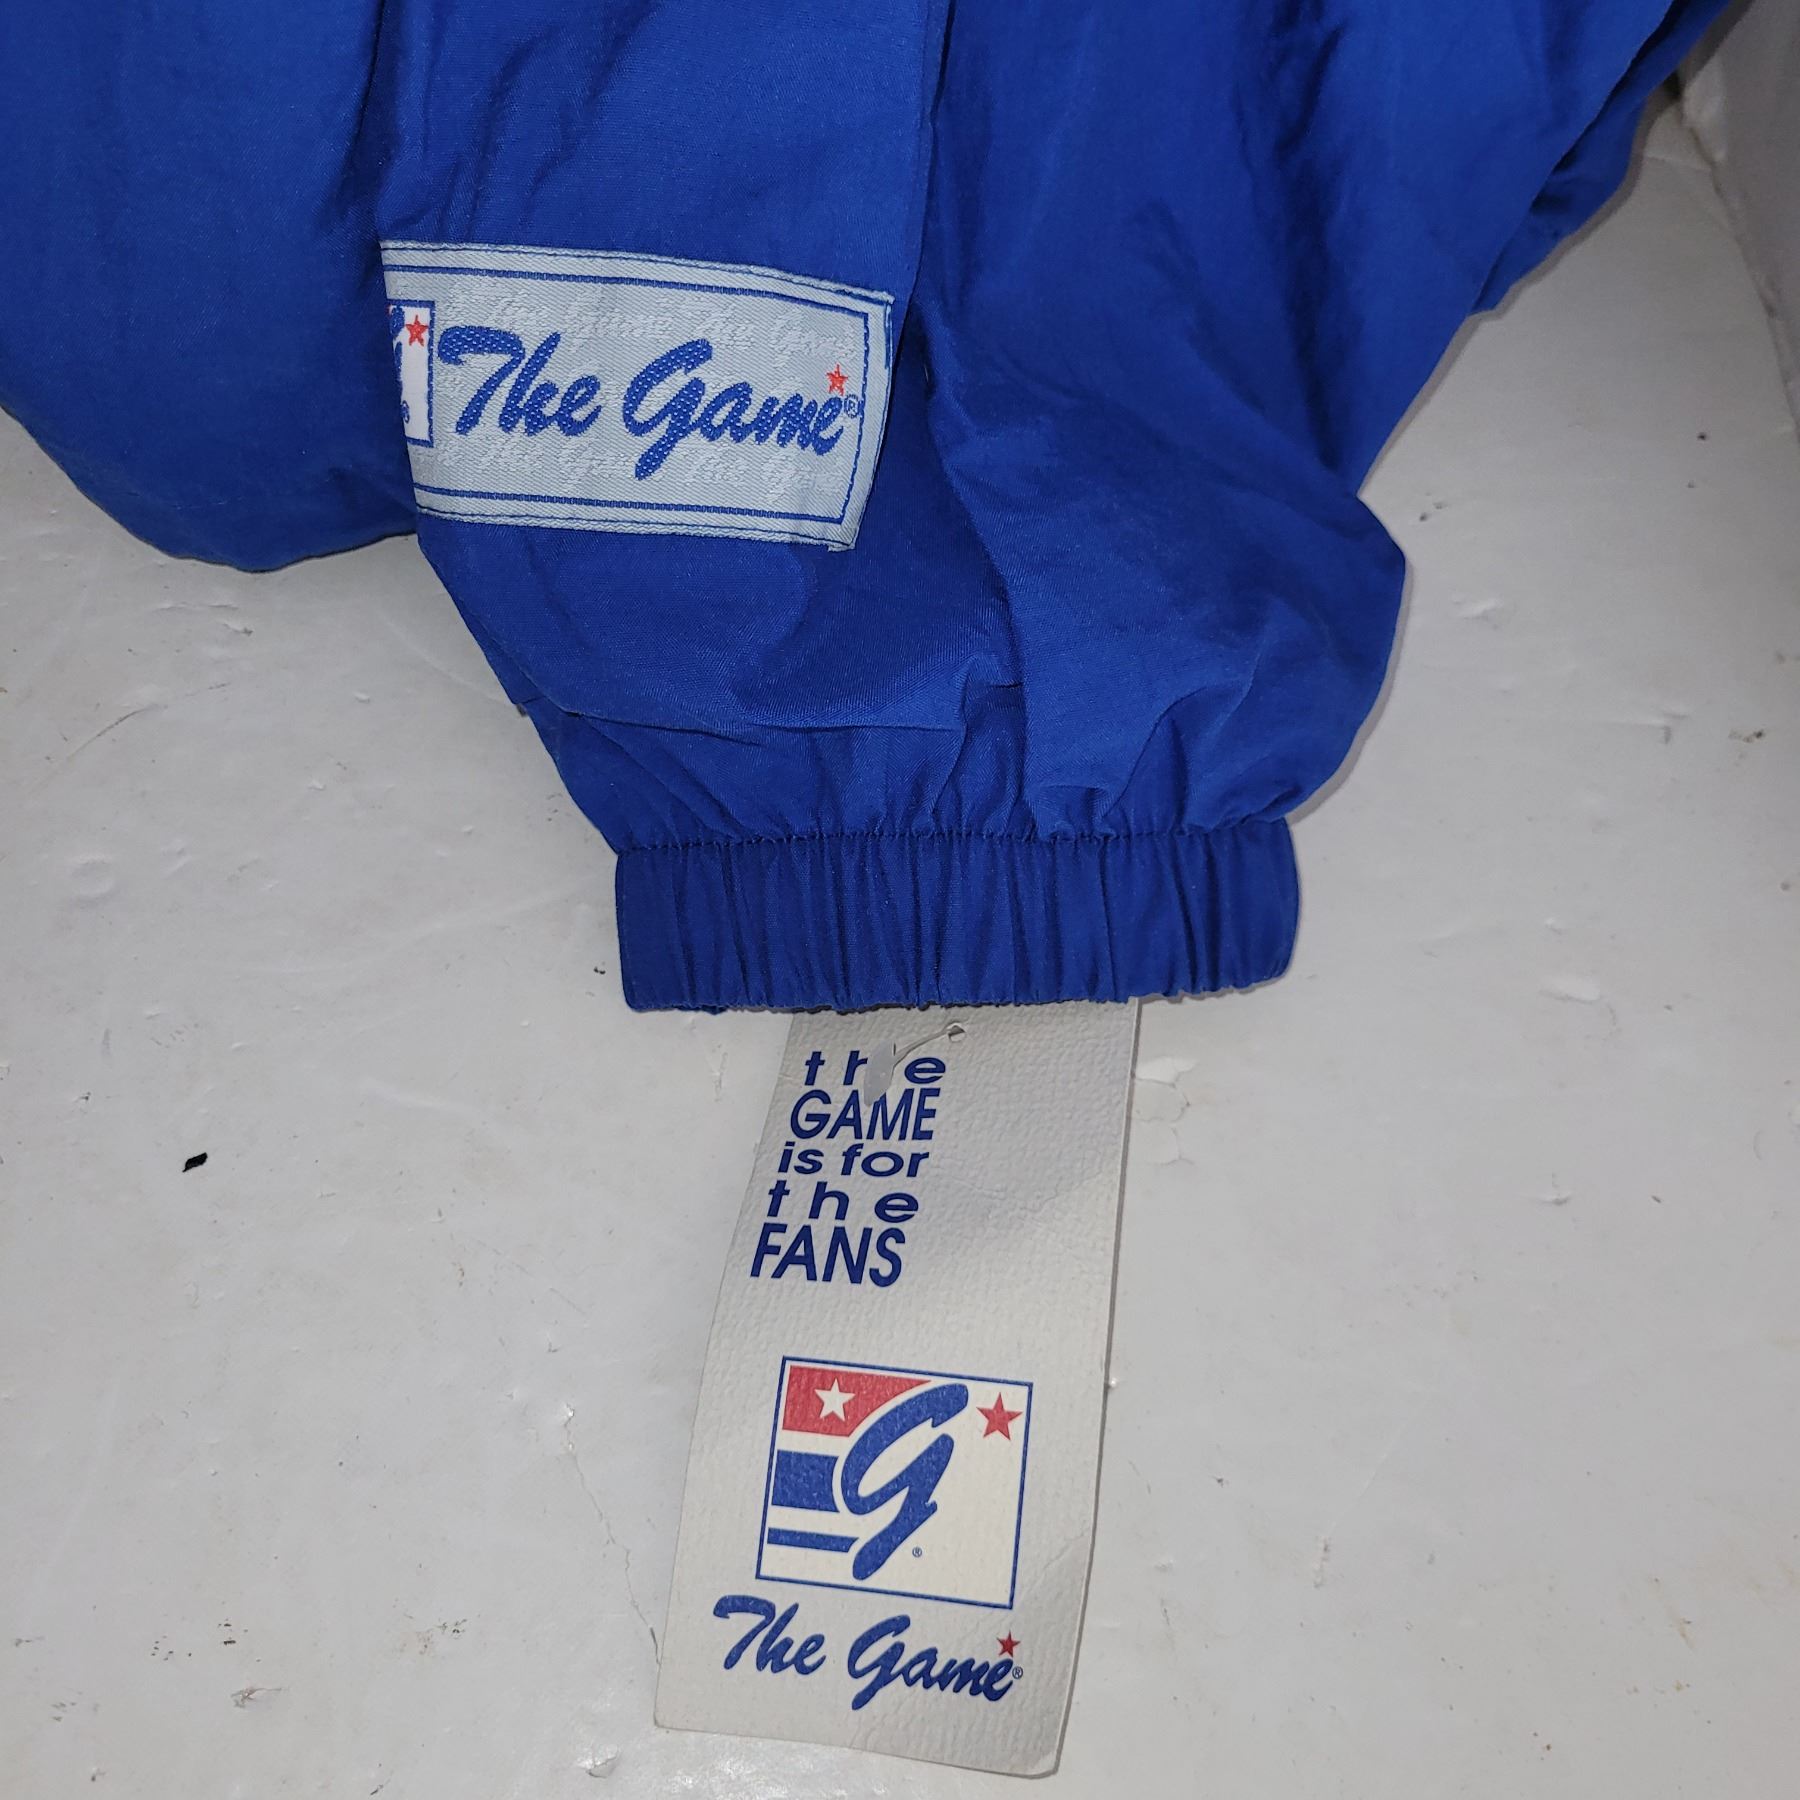 The Game®
the
GAME
is for
the
FANS
G®
The Game®